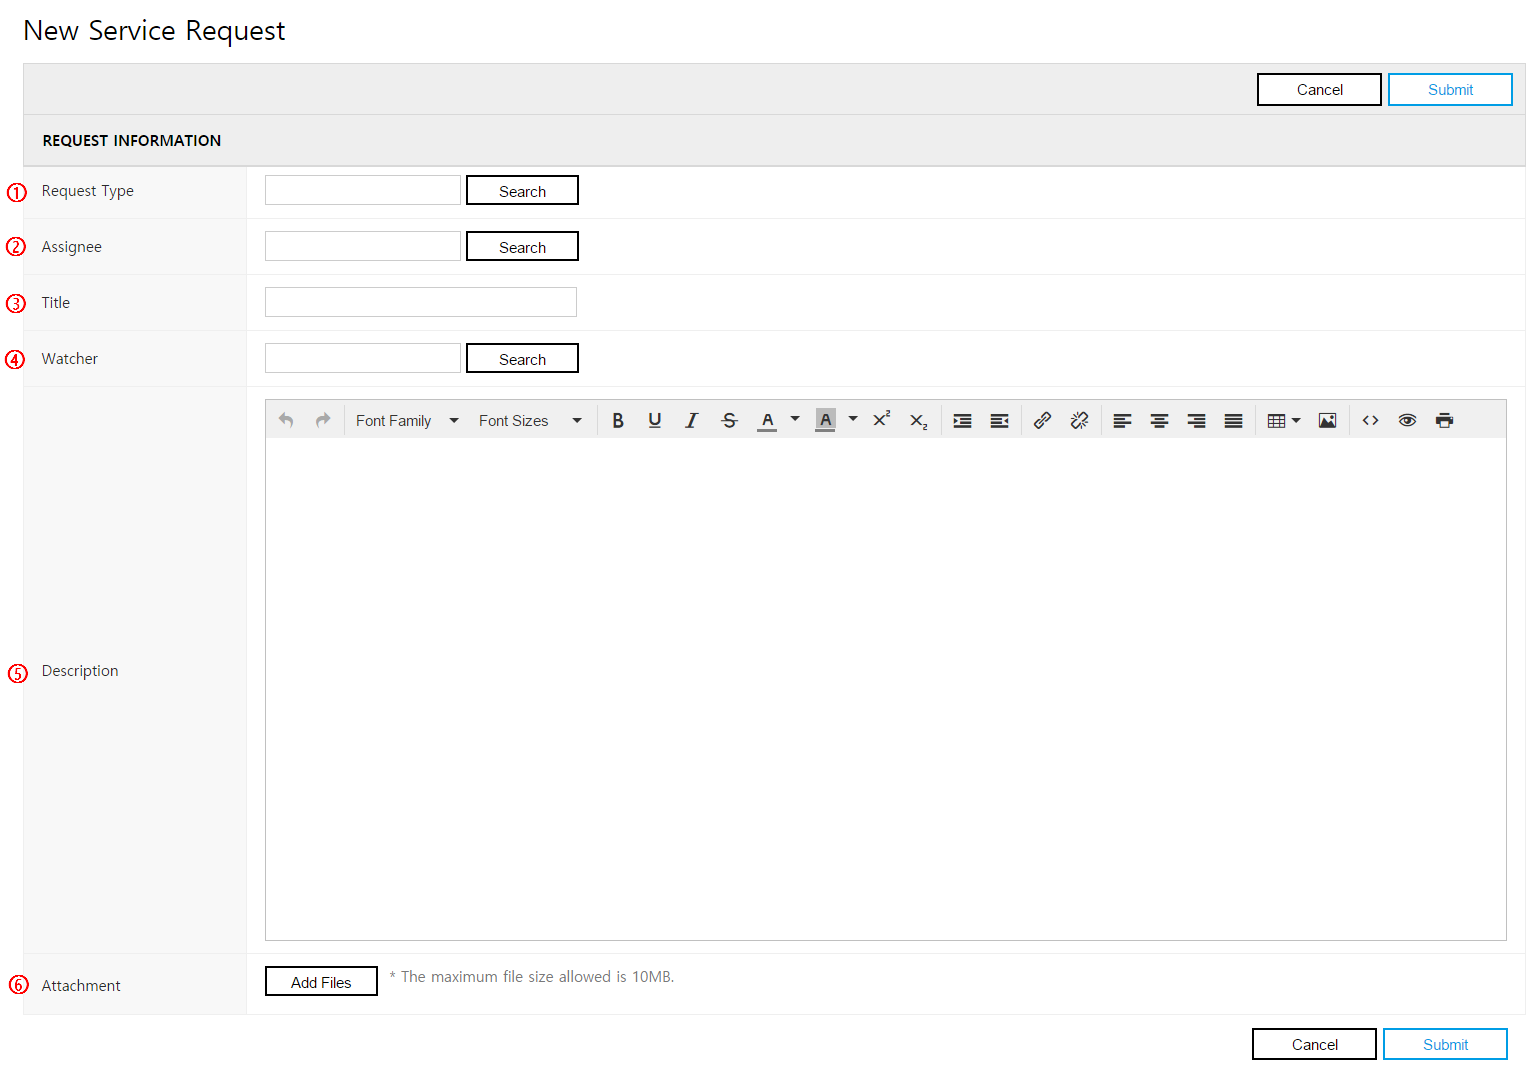 New Service Request
Cancel Submit
REQUEST INFORMATION
① Request Type Search
② Assignee Search
③ Title
④ Watcher Search
Font Family Font Sizes B U I S A A X² X₂
⑤ Description
⑥ Attachment Add Files * The maximum file size allowed is 10MB.
Cancel Submit